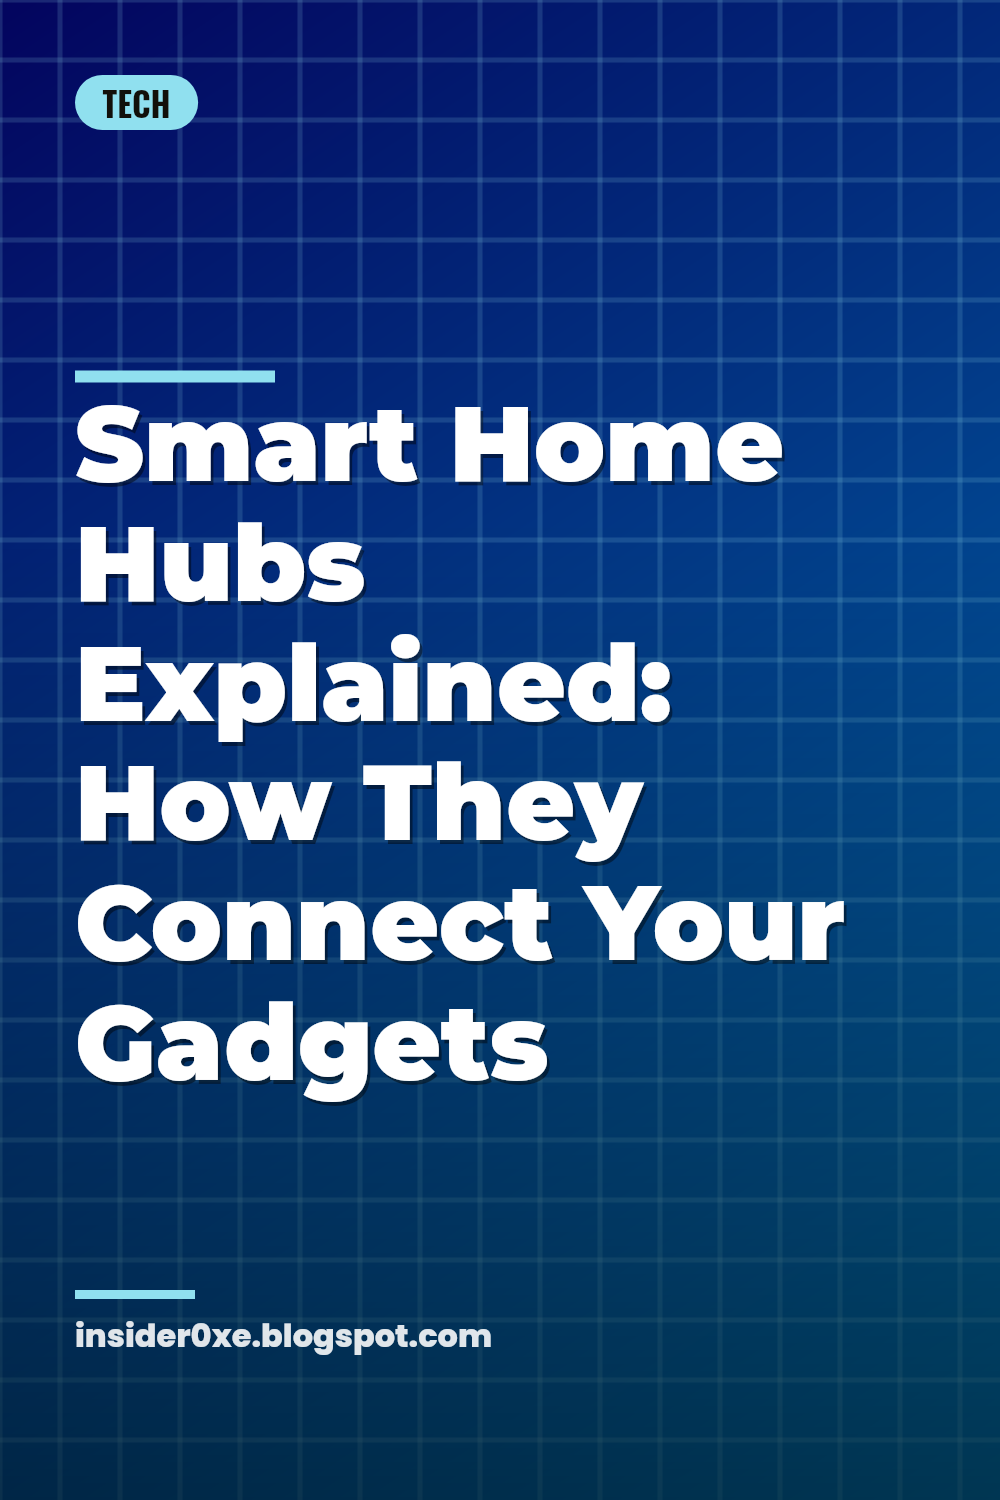 TECH
Smart Home
Hubs
Explained:
How They
Connect Your
Gadgets
insider0xe.blogspot.com